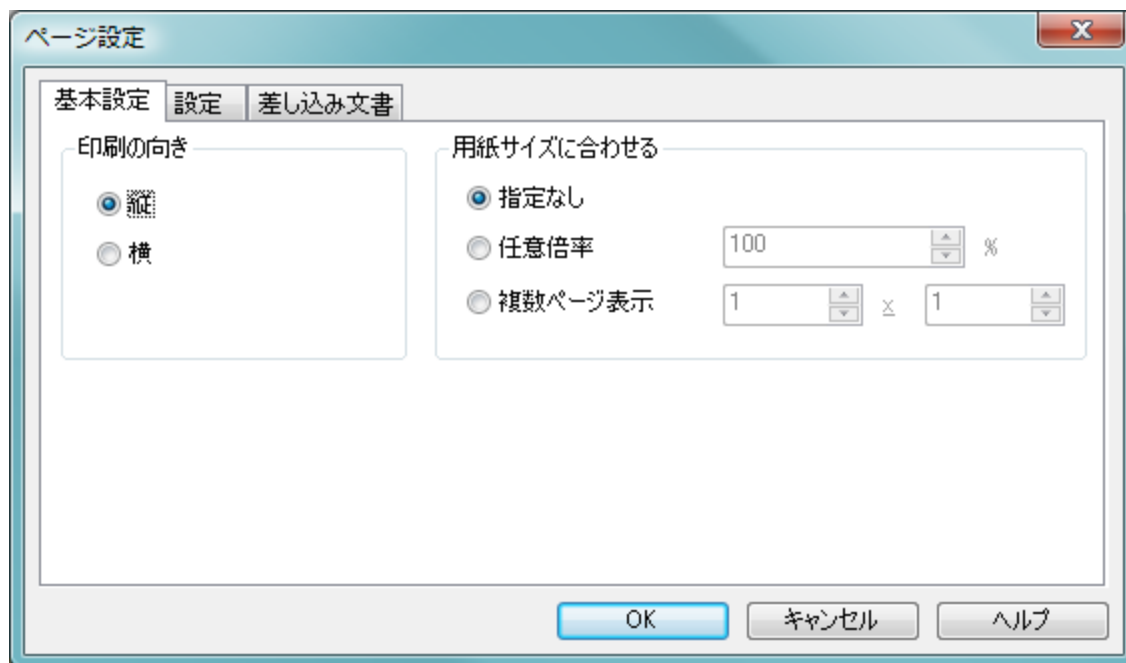 ページ設定
基本設定 設定 差し込み文書
印刷の向き
縦
横
用紙サイズに合わせる
指定なし
任意倍率 100 %
複数ページ表示 1 x 1
OK キャンセル ヘルプ